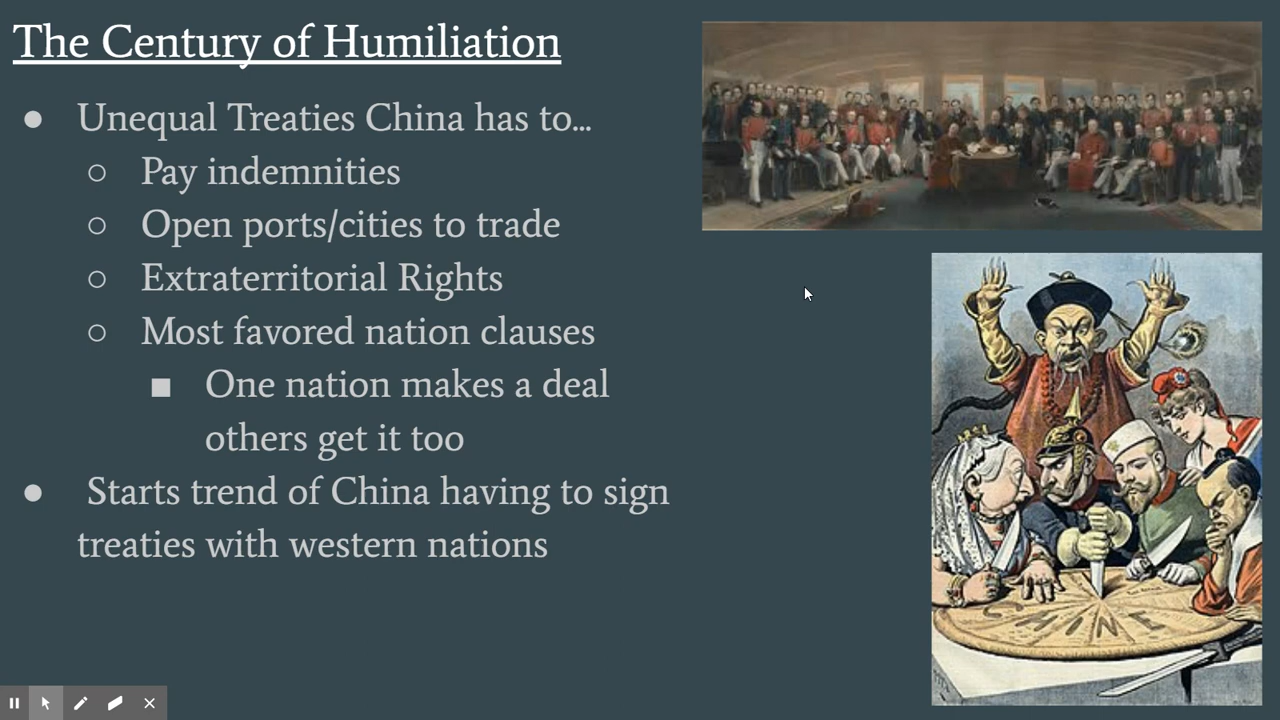 The Century of Humiliation
● Unequal Treaties China has to...
○ Pay indemnities
○ Open ports/cities to trade
○ Extraterritorial Rights
○ Most favored nation clauses
■ One nation makes a deal
others get it too
● Starts trend of China having to sign
treaties with western nations
CHINE